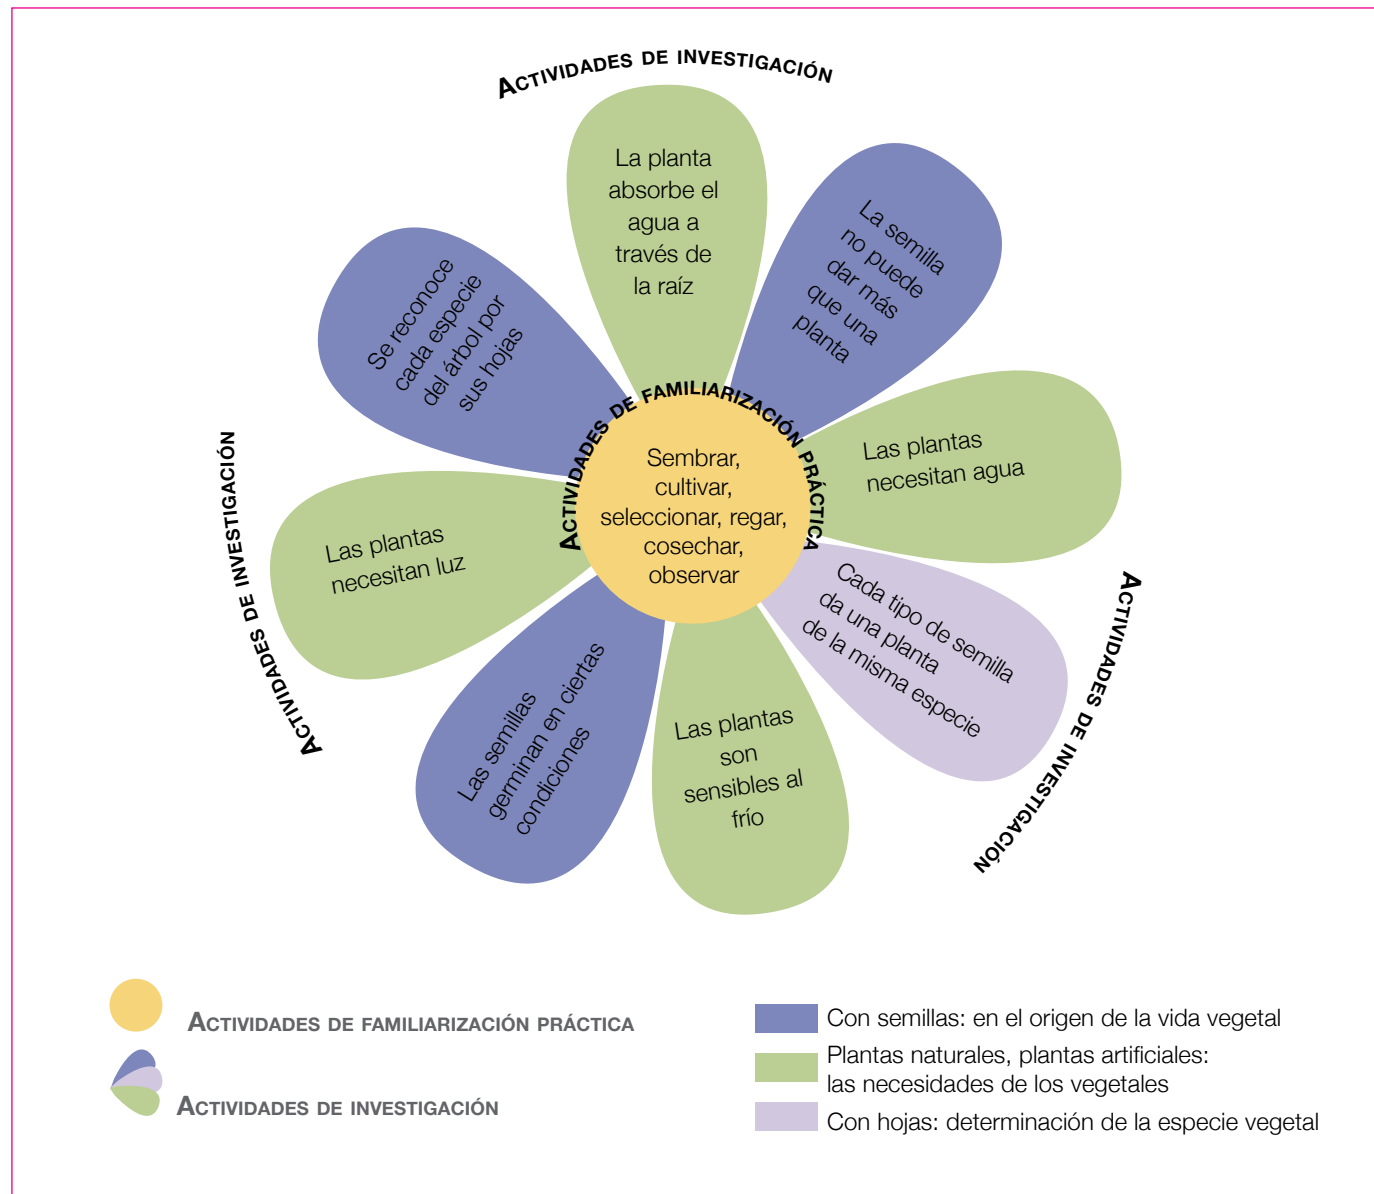 ACTIVIDADES DE INVESTIGACIÓN
La planta
absorbe el
agua a
través de
la raíz
La semilla
no puede
dar más
que una
planta
Se reconoce
cada especie
del árbol por
sus hojas
ACTIVIDADES DE FAMILIARIZACIÓN PRÁCTICA
Sembrar,
cultivar,
seleccionar, regar,
cosechar,
observar
Las plantas
necesitan agua
ACTIVIDADES DE INVESTIGACIÓN
Las plantas
necesitan luz
Cada tipo de semilla
da una planta
de la misma especie
ACTIVIDADES DE INVESTIGACIÓN
Las semillas
germinan en ciertas
condiciones
Las plantas
son
sensibles al
frío
ACTIVIDADES DE FAMILIARIZACIÓN PRÁCTICA
ACTIVIDADES DE INVESTIGACIÓN
Con semillas: en el origen de la vida vegetal
Plantas naturales, plantas artificiales:
las necesidades de los vegetales
Con hojas: determinación de la especie vegetal